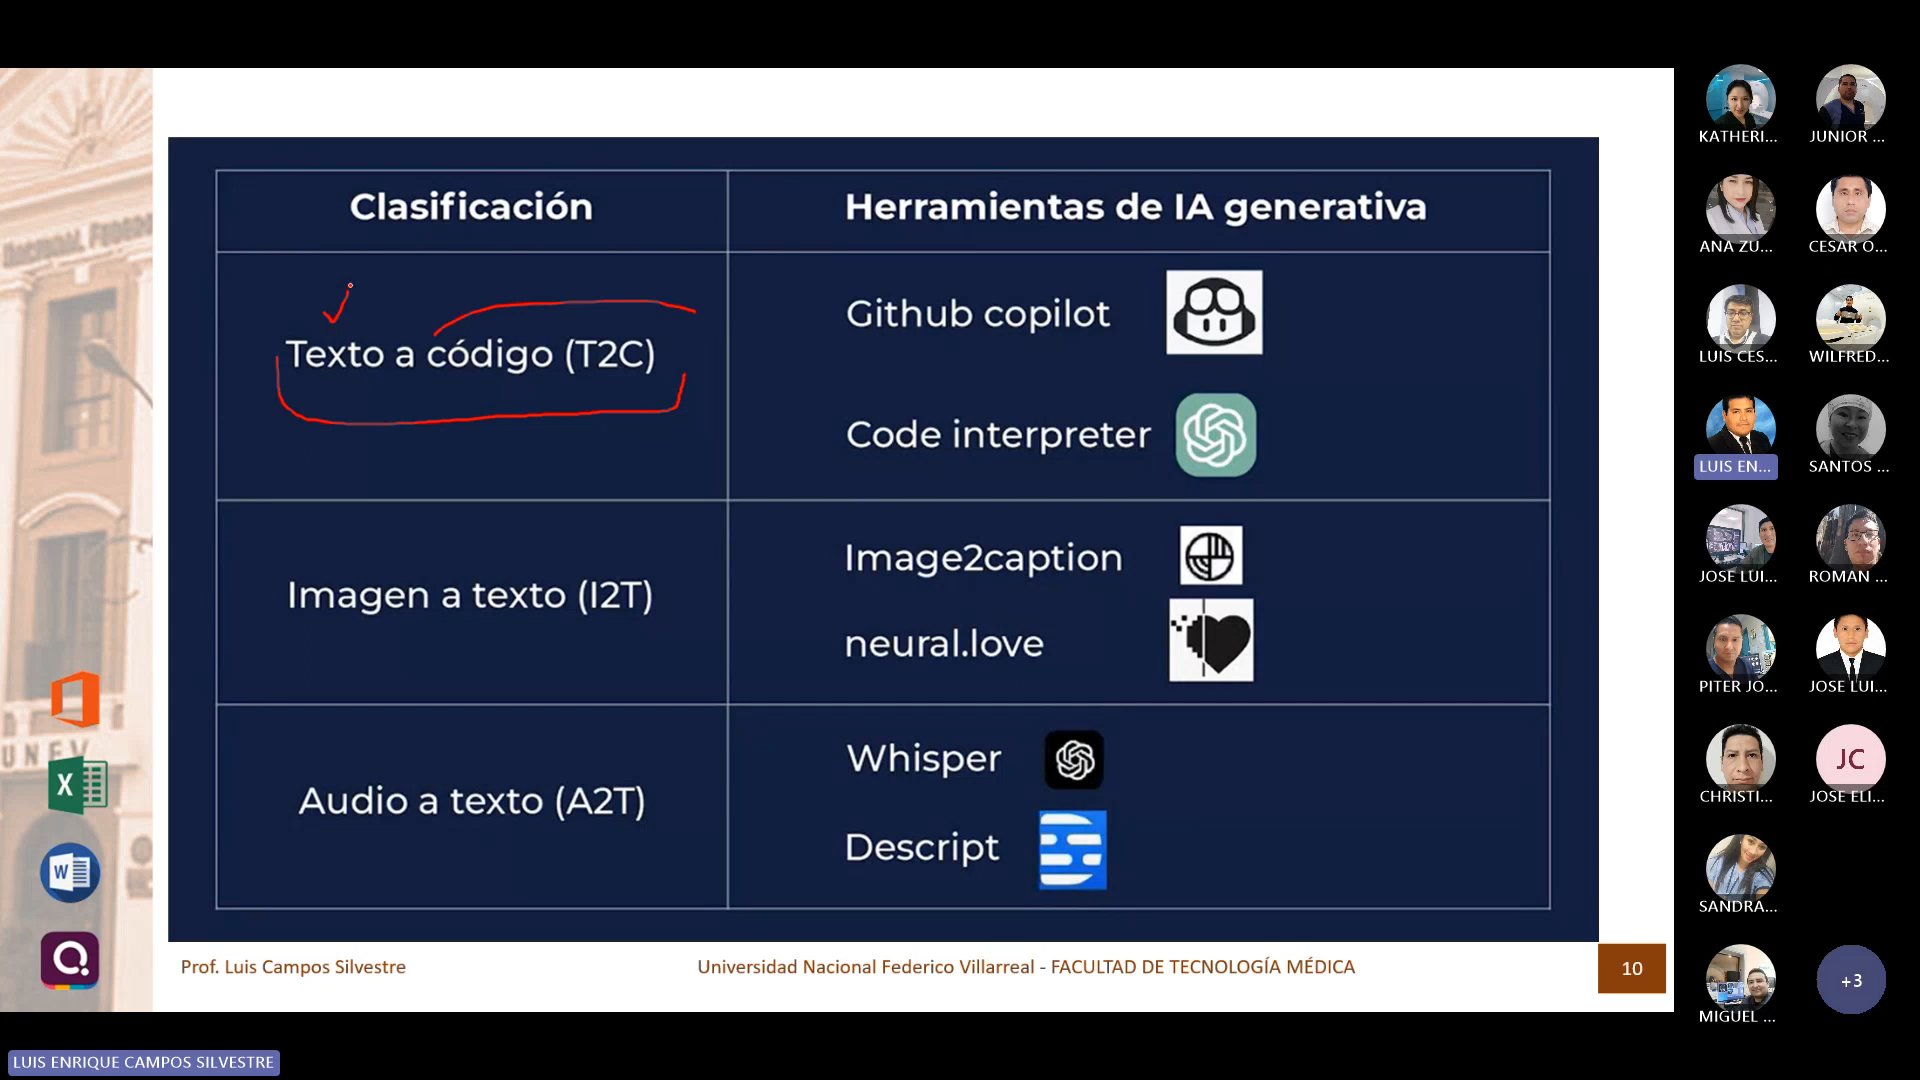 Clasificación
Herramientas de IA generativa
Texto a código (T2C)
Github copilot
Code interpreter
Imagen a texto (I2T)
Image2caption
neural.love
Audio a texto (A2T)
Whisper
Descript
Prof. Luis Campos Silvestre
Universidad Nacional Federico Villarreal - FACULTAD DE TECNOLOGÍA MÉDICA
10
KATHERI...
JUNIOR ...
ANA ZU...
CESAR O...
LUIS CES...
WILFRED...
LUIS EN...
SANTOS ...
JOSE LUI...
ROMAN ...
PITER JO...
JOSE LUI...
CHRISTI...
JC
JOSE ELI...
SANDRA...
MIGUEL ...
+3
UNFV
X
W
LUIS ENRIQUE CAMPOS SILVESTRE